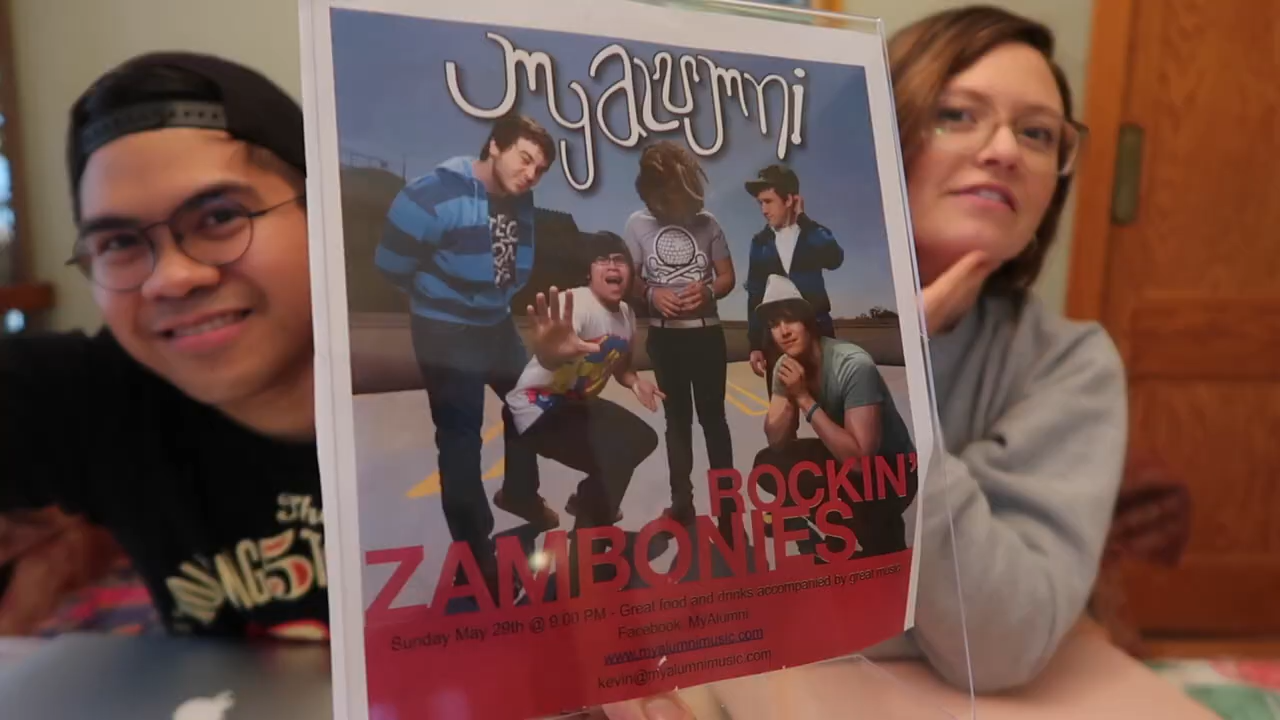 myalumni
ROCKIN'
ZAMBONIES
Sunday May 29th @ 9:00 PM - Great food and drinks accompanied by great music
Facebook: MyAlumni
www.myalumnimusic.com
kevin@myalumnimusic.com
The